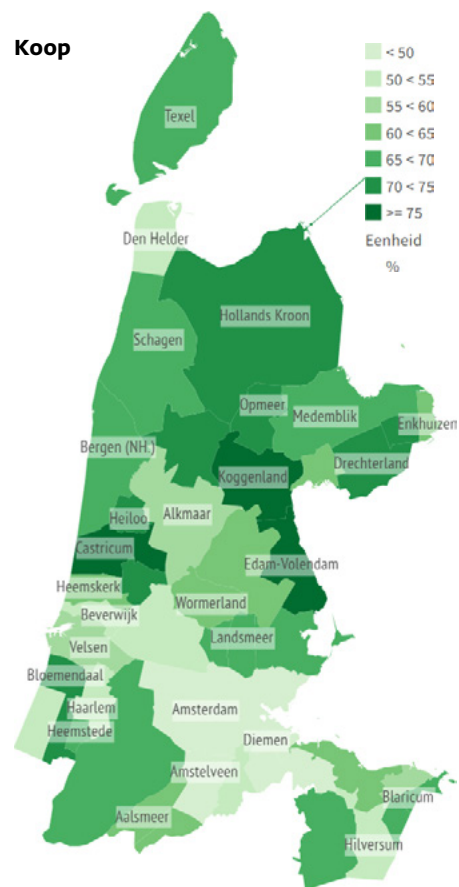 Koop
< 50
50 < 55
55 < 60
60 < 65
65 < 70
70 < 75
>= 75
Eenheid
%
Texel
Den Helder
Hollands Kroon
Schagen
Opmeer
Medemblik
Enkhuizen
Bergen (NH.)
Koggenland
Drechterland
Heiloo
Alkmaar
Castricum
Edam-Volendam
Heemskerk
Wormerland
Beverwijk
Landsmeer
Velsen
Bloemendaal
Haarlem
Amsterdam
Heemstede
Diemen
Amstelveen
Blaricum
Aalsmeer
Hilversum